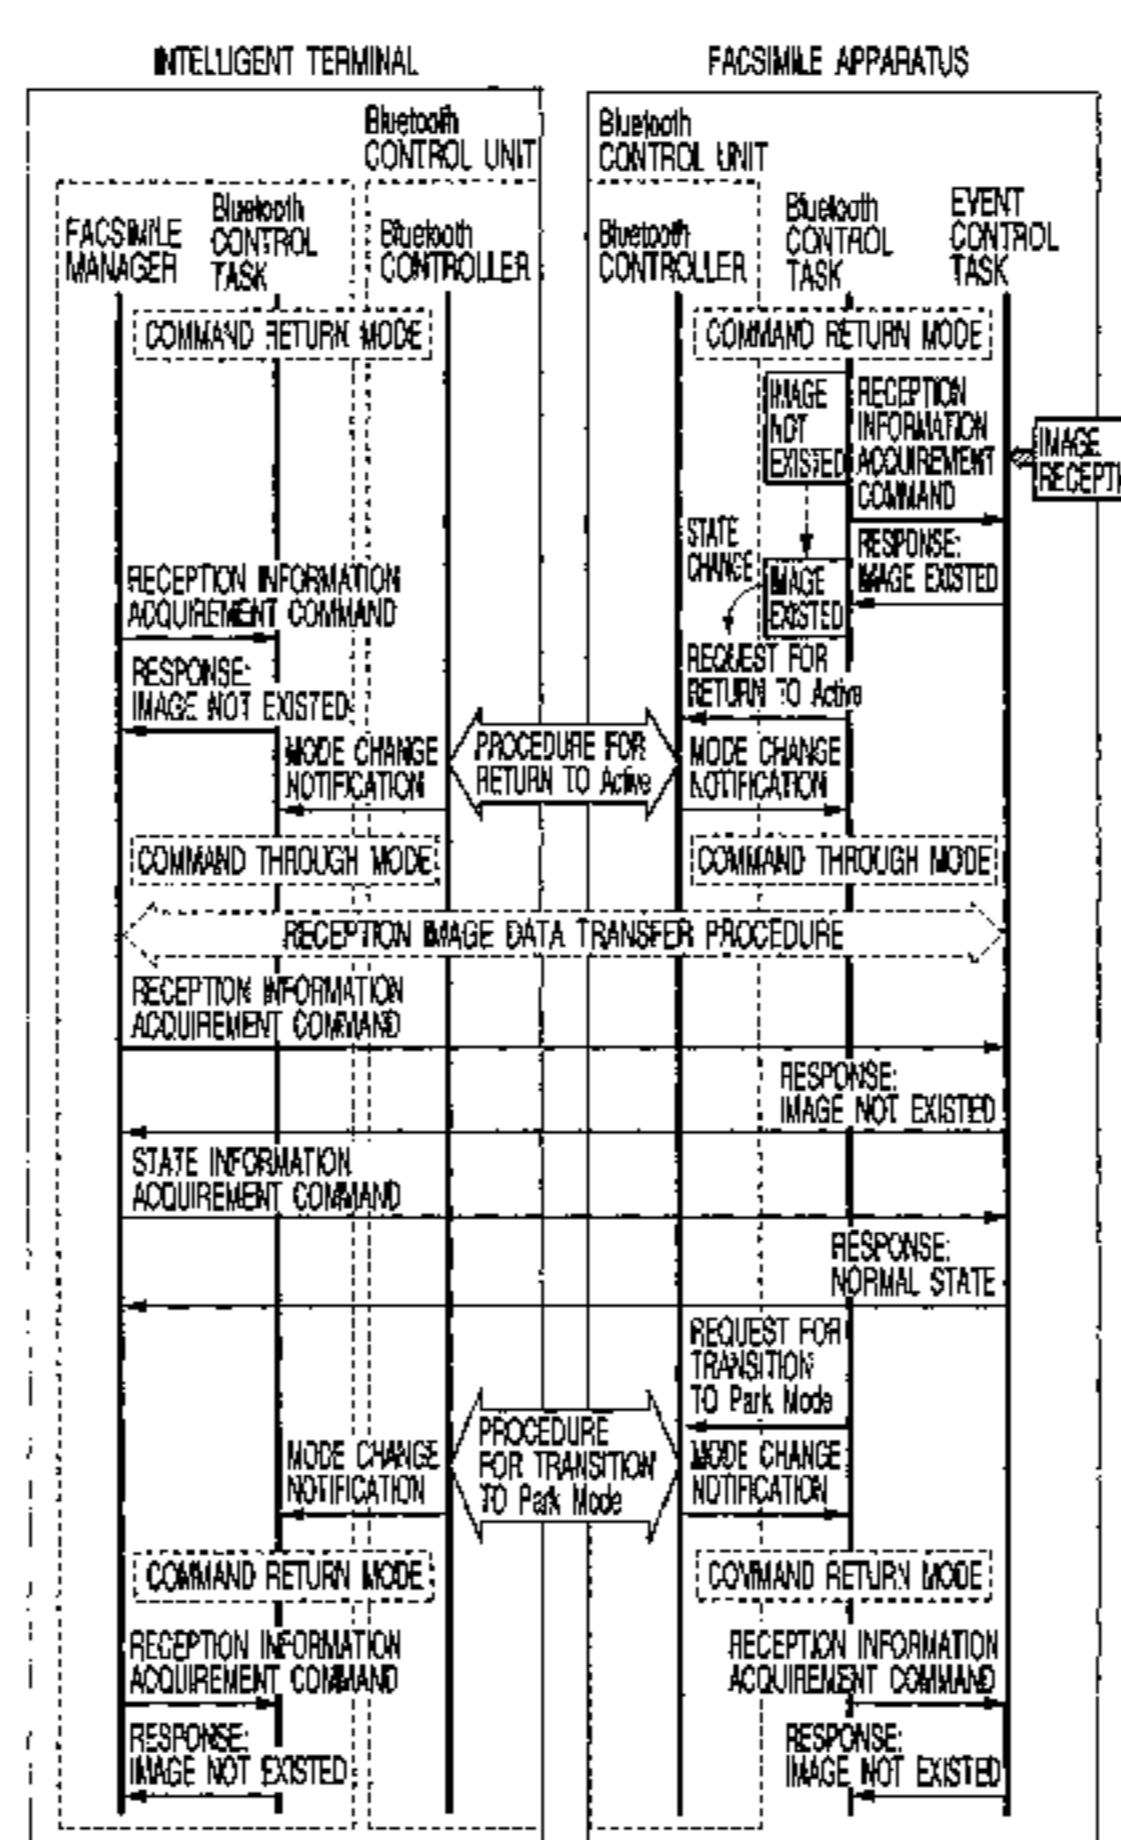 INTELLIGENT TERMINAL
FACSIMILE APPARATUS
Bluetooth
CONTROL UNIT
Bluetooth
CONTROL UNIT
FACSIMILE
MANAGER
Bluetooth
CONTROL
TASK
Bluetooth
CONTROLLER
Bluetooth
CONTROLLER
Bluetooth
CONTROL
TASK
EVENT
CONTROL
TASK
COMMAND RETURN MODE
COMMAND RETURN MODE
IMAGE
NOT
EXISTED
RECEPTION
INFORMATION
ACQUIREMENT
COMMAND
IMAGE
STATE
CHANGE
RESPONSE:
IMAGE EXISTED
IMAGE
EXISTED
RECEPTION INFORMATION
ACQUIREMENT COMMAND
RESPONSE:
IMAGE NOT EXISTED
REQUEST FOR
RETURN TO Active
MODE CHANGE
NOTIFICATION
PROCEDURE FOR
RETURN TO Active
MODE CHANGE
NOTIFICATION
COMMAND THROUGH MODE
COMMAND THROUGH MODE
RECEPTION IMAGE DATA TRANSFER PROCEDURE
RECEPTION INFORMATION
ACQUIREMENT COMMAND
RESPONSE:
IMAGE NOT EXISTED
STATE INFORMATION
ACQUIREMENT COMMAND
RESPONSE:
NORMAL STATE
REQUEST FOR
TRANSITION
TO Park Mode
MODE CHANGE
NOTIFICATION
PROCEDURE
FOR TRANSITION
TO Park Mode
MODE CHANGE
NOTIFICATION
COMMAND RETURN MODE
COMMAND RETURN MODE
RECEPTION INFORMATION
ACQUIREMENT COMMAND
RECEPTION INFORMATION
ACQUIREMENT COMMAND
RESPONSE:
IMAGE NOT EXISTED
RESPONSE:
IMAGE NOT EXISTED